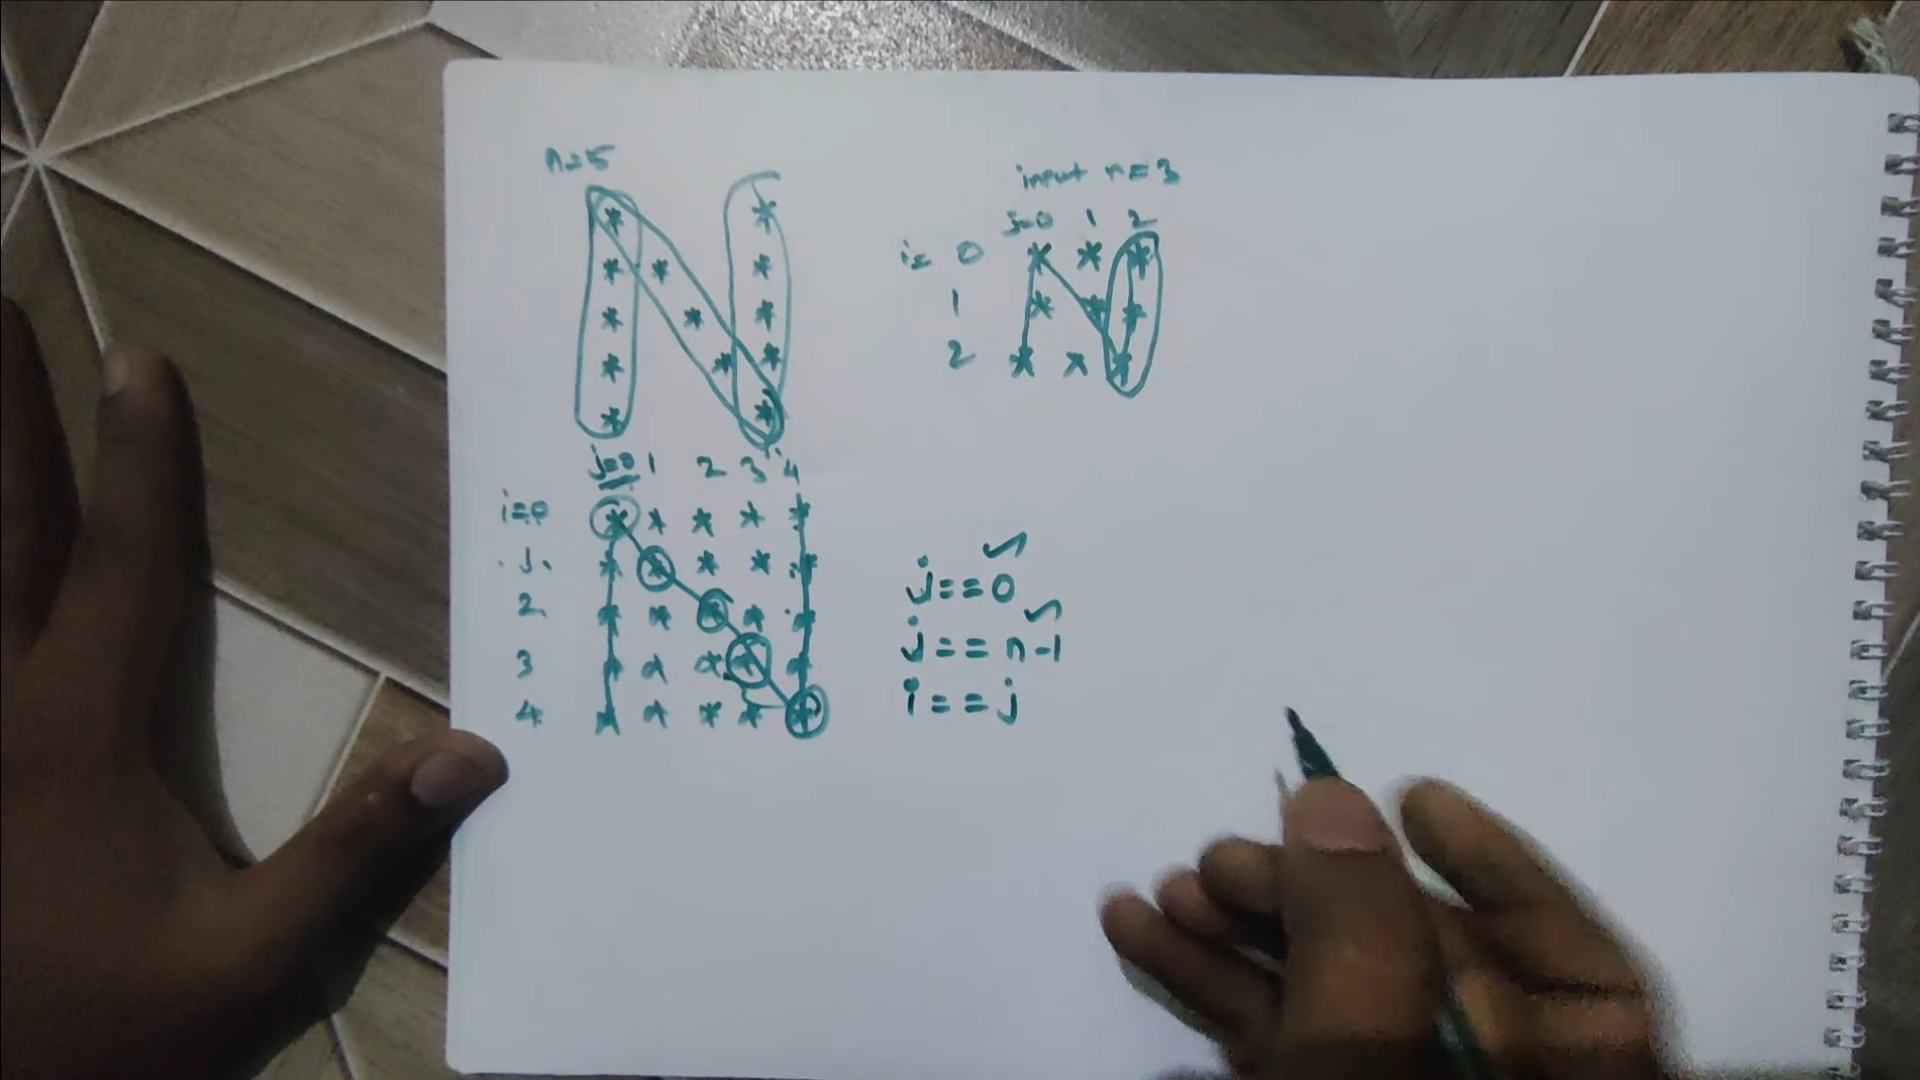 n=5
*       *
* *     *
*   *   *
*     * *
*       *
j=0 1 2 3 4
i=0 * * * * *
1 * * * * *
2 * * * * *
3 * * * * *
4 * * * * *
input n=3
j=0 1 2
i= 0 * * *
1 * * *
2 * * *
j==0
j==n-1
i==j